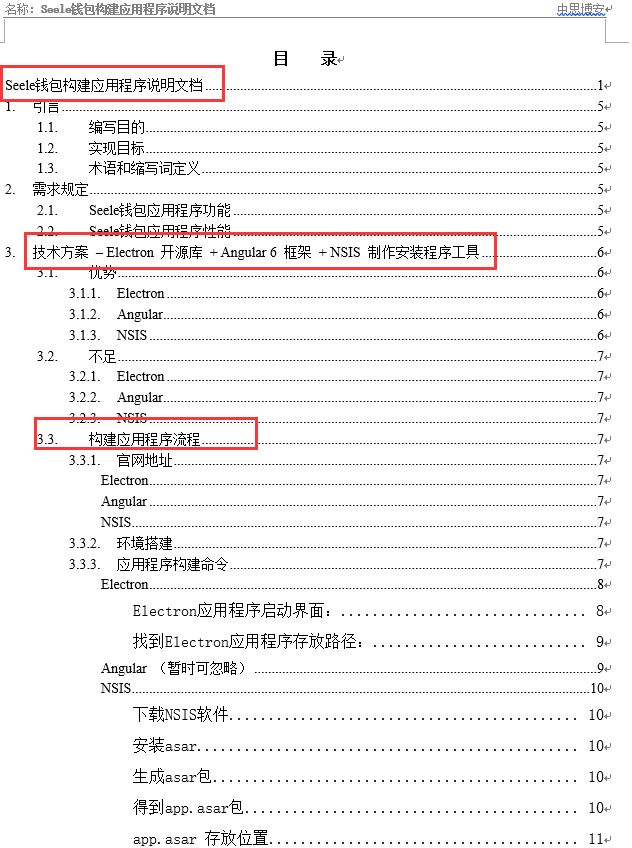 名称: Seele钱包构建应用程序说明文档 由里博安
目 录
Seele钱包构建应用程序说明文档 1
1. 引言 5
1.1. 编写目的 5
1.2. 实现目标 5
1.3. 术语和缩写词定义 5
2. 需求规定 5
2.1. Seele钱包应用程序功能 5
2.2. Seele钱包应用程序性能 5
3. 技术方案 – Electron 开源库 + Angular 6 框架 + NSIS 制作安装程序工具 6
3.1. 优势 6
3.1.1. Electron 6
3.1.2. Angular 6
3.1.3. NSIS 6
3.2. 不足 7
3.2.1. Electron 7
3.2.2. Angular 7
3.2.3. NSIS 7
3.3. 构建应用程序流程 7
3.3.1. 官网地址 7
Electron 7
Angular 7
NSIS 7
3.3.2. 环境搭建 7
3.3.3. 应用程序构建命令 7
Electron 8
Electron应用程序启动界面: 8
找到Electron应用程序存放路径: 9
Angular （暂时可忽略） 9
NSIS 10
下载NSIS软件 10
安装asar 10
生成asar包 10
得到app.asar包 10
app.asar 存放位置 11